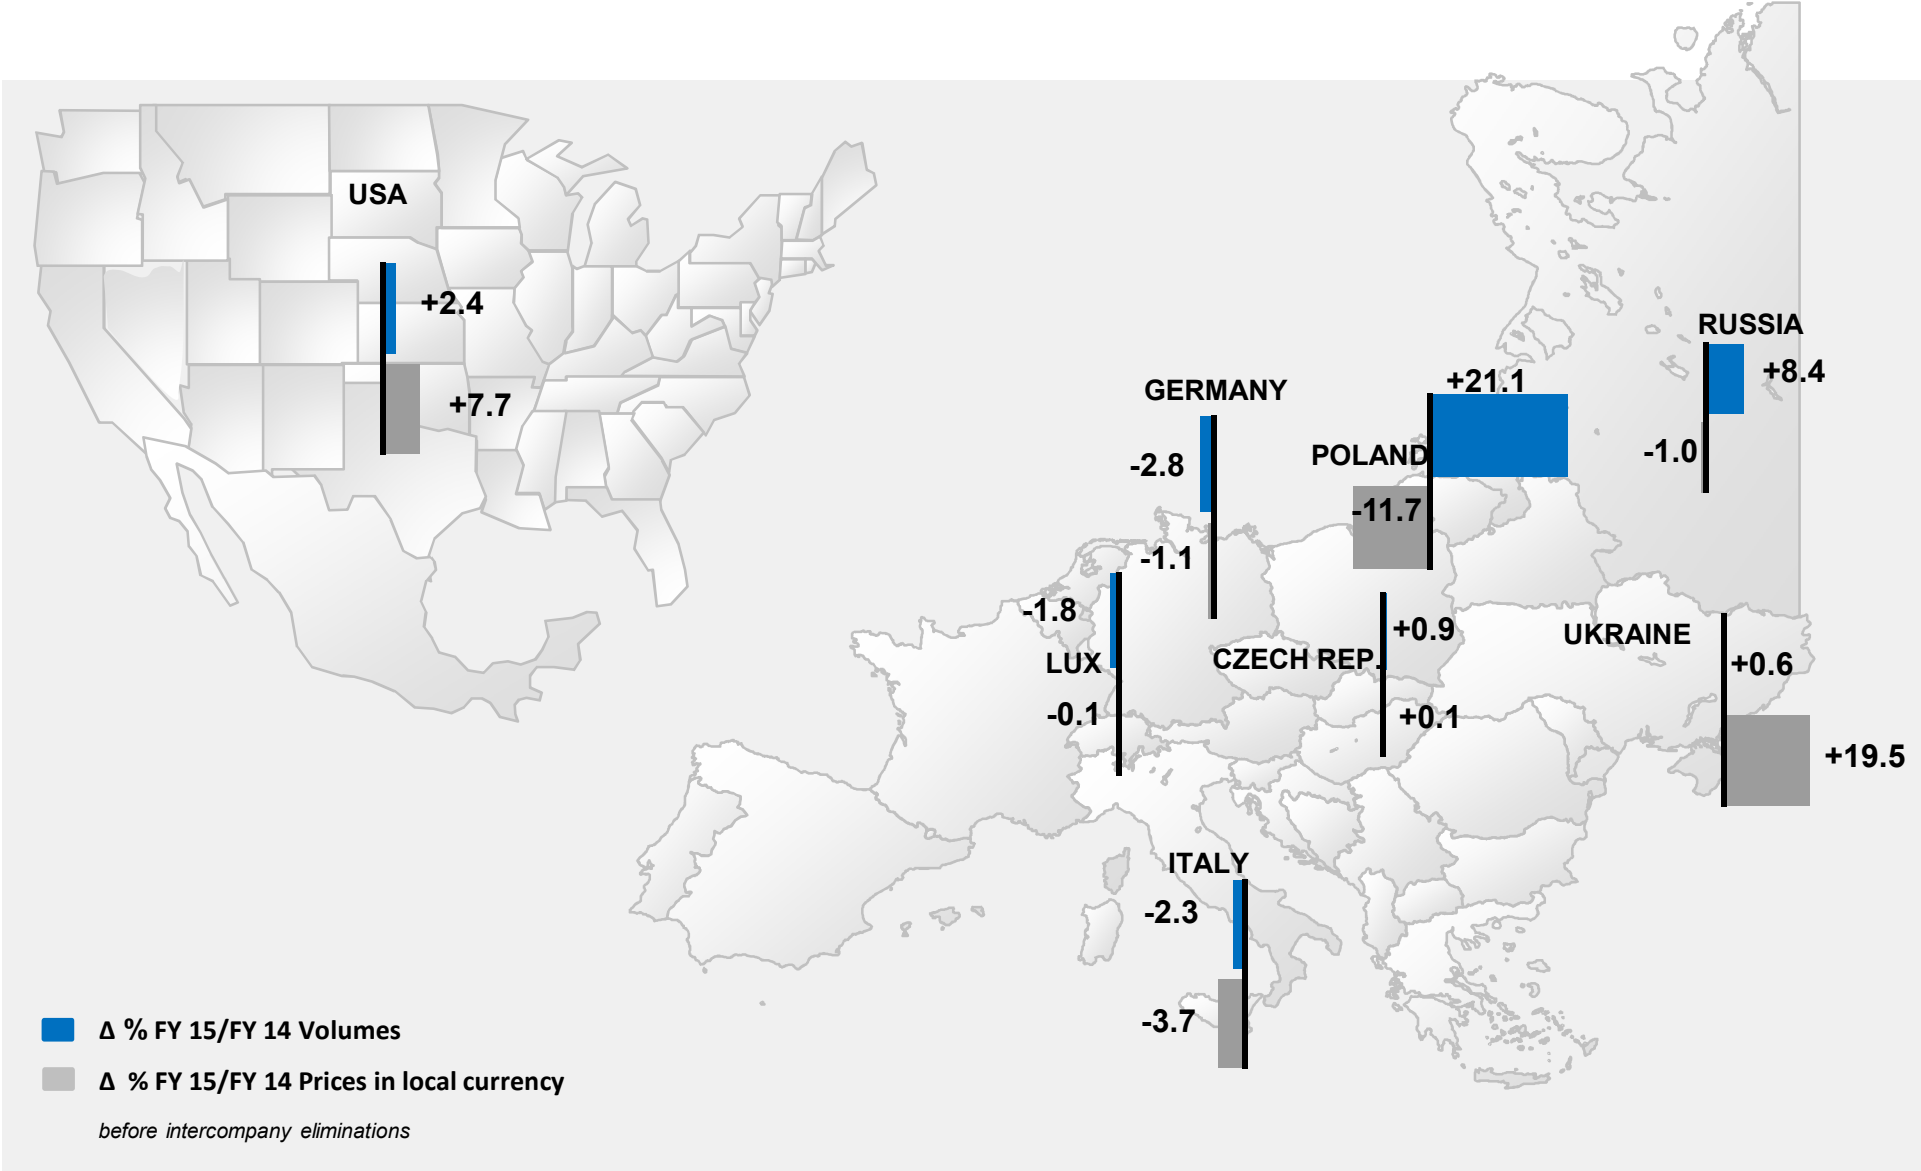 USA
+2.4
+7.7
RUSSIA
+8.4
-1.0
GERMANY
-2.8
-1.1
+21.1
POLAND
-11.7
-1.8
LUX
-0.1
+0.9
CZECH REP.
+0.1
UKRAINE
+0.6
+19.5
ITALY
-2.3
-3.7
Δ % FY 15/FY 14 Volumes
Δ % FY 15/FY 14 Prices in local currency
before intercompany eliminations